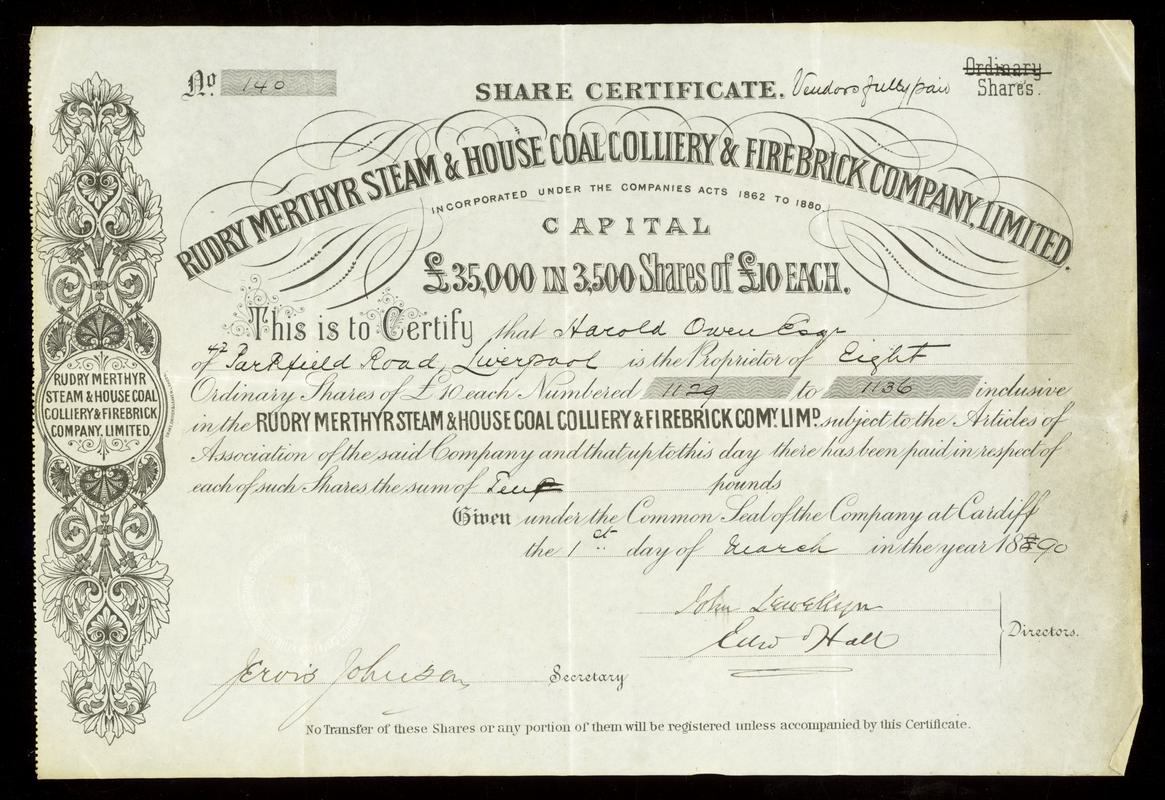 No. 140
SHARE CERTIFICATE. Vendors fully paid
Ordinary
Shares.
RUDRY MERTHYR STEAM & HOUSE COAL COLLIERY & FIREBRICK COMPANY, LIMITED.
INCORPORATED UNDER THE COMPANIES ACTS 1862 TO 1880.
CAPITAL
£35,000 IN 3,500 Shares of £10 EACH.
This is to Certify that Harold Owen Esqr
of 42 Parkfield Road, Liverpool is the Proprietor of Eight
Ordinary Shares of £10 each Numbered 1129 to 1136 inclusive
in the RUDRY MERTHYR STEAM & HOUSE COAL COLLIERY & FIREBRICK COMY. LIMD. subject to the Articles of
Association of the said Company and that up to this day there has been paid in respect of
each of such Shares the sum of Ten pounds
Given under the Common Seal of the Company at Cardiff
the 1st day of March in the year 1890
John Llewellyn
Edwd Hall
Directors.
Jervis Johnson
Secretary
No Transfer of these Shares or any portion of them will be registered unless accompanied by this Certificate.
RUDRY MERTHYR
STEAM & HOUSE COAL
COLLIERY & FIREBRICK
COMPANY, LIMITED.